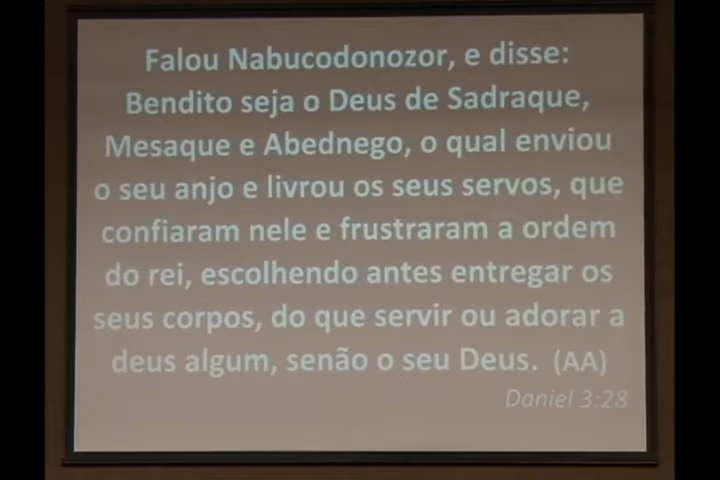 Falou Nabucodonozor, e disse:
Bendito seja o Deus de Sadraque,
Mesaque e Abednego, o qual enviou
o seu anjo e livrou os seus servos, que
confiaram nele e frustraram a ordem
do rei, escolhendo antes entregar os
seus corpos, do que servir ou adorar a
deus algum, senão o seu Deus. (AA)
Daniel 3:28